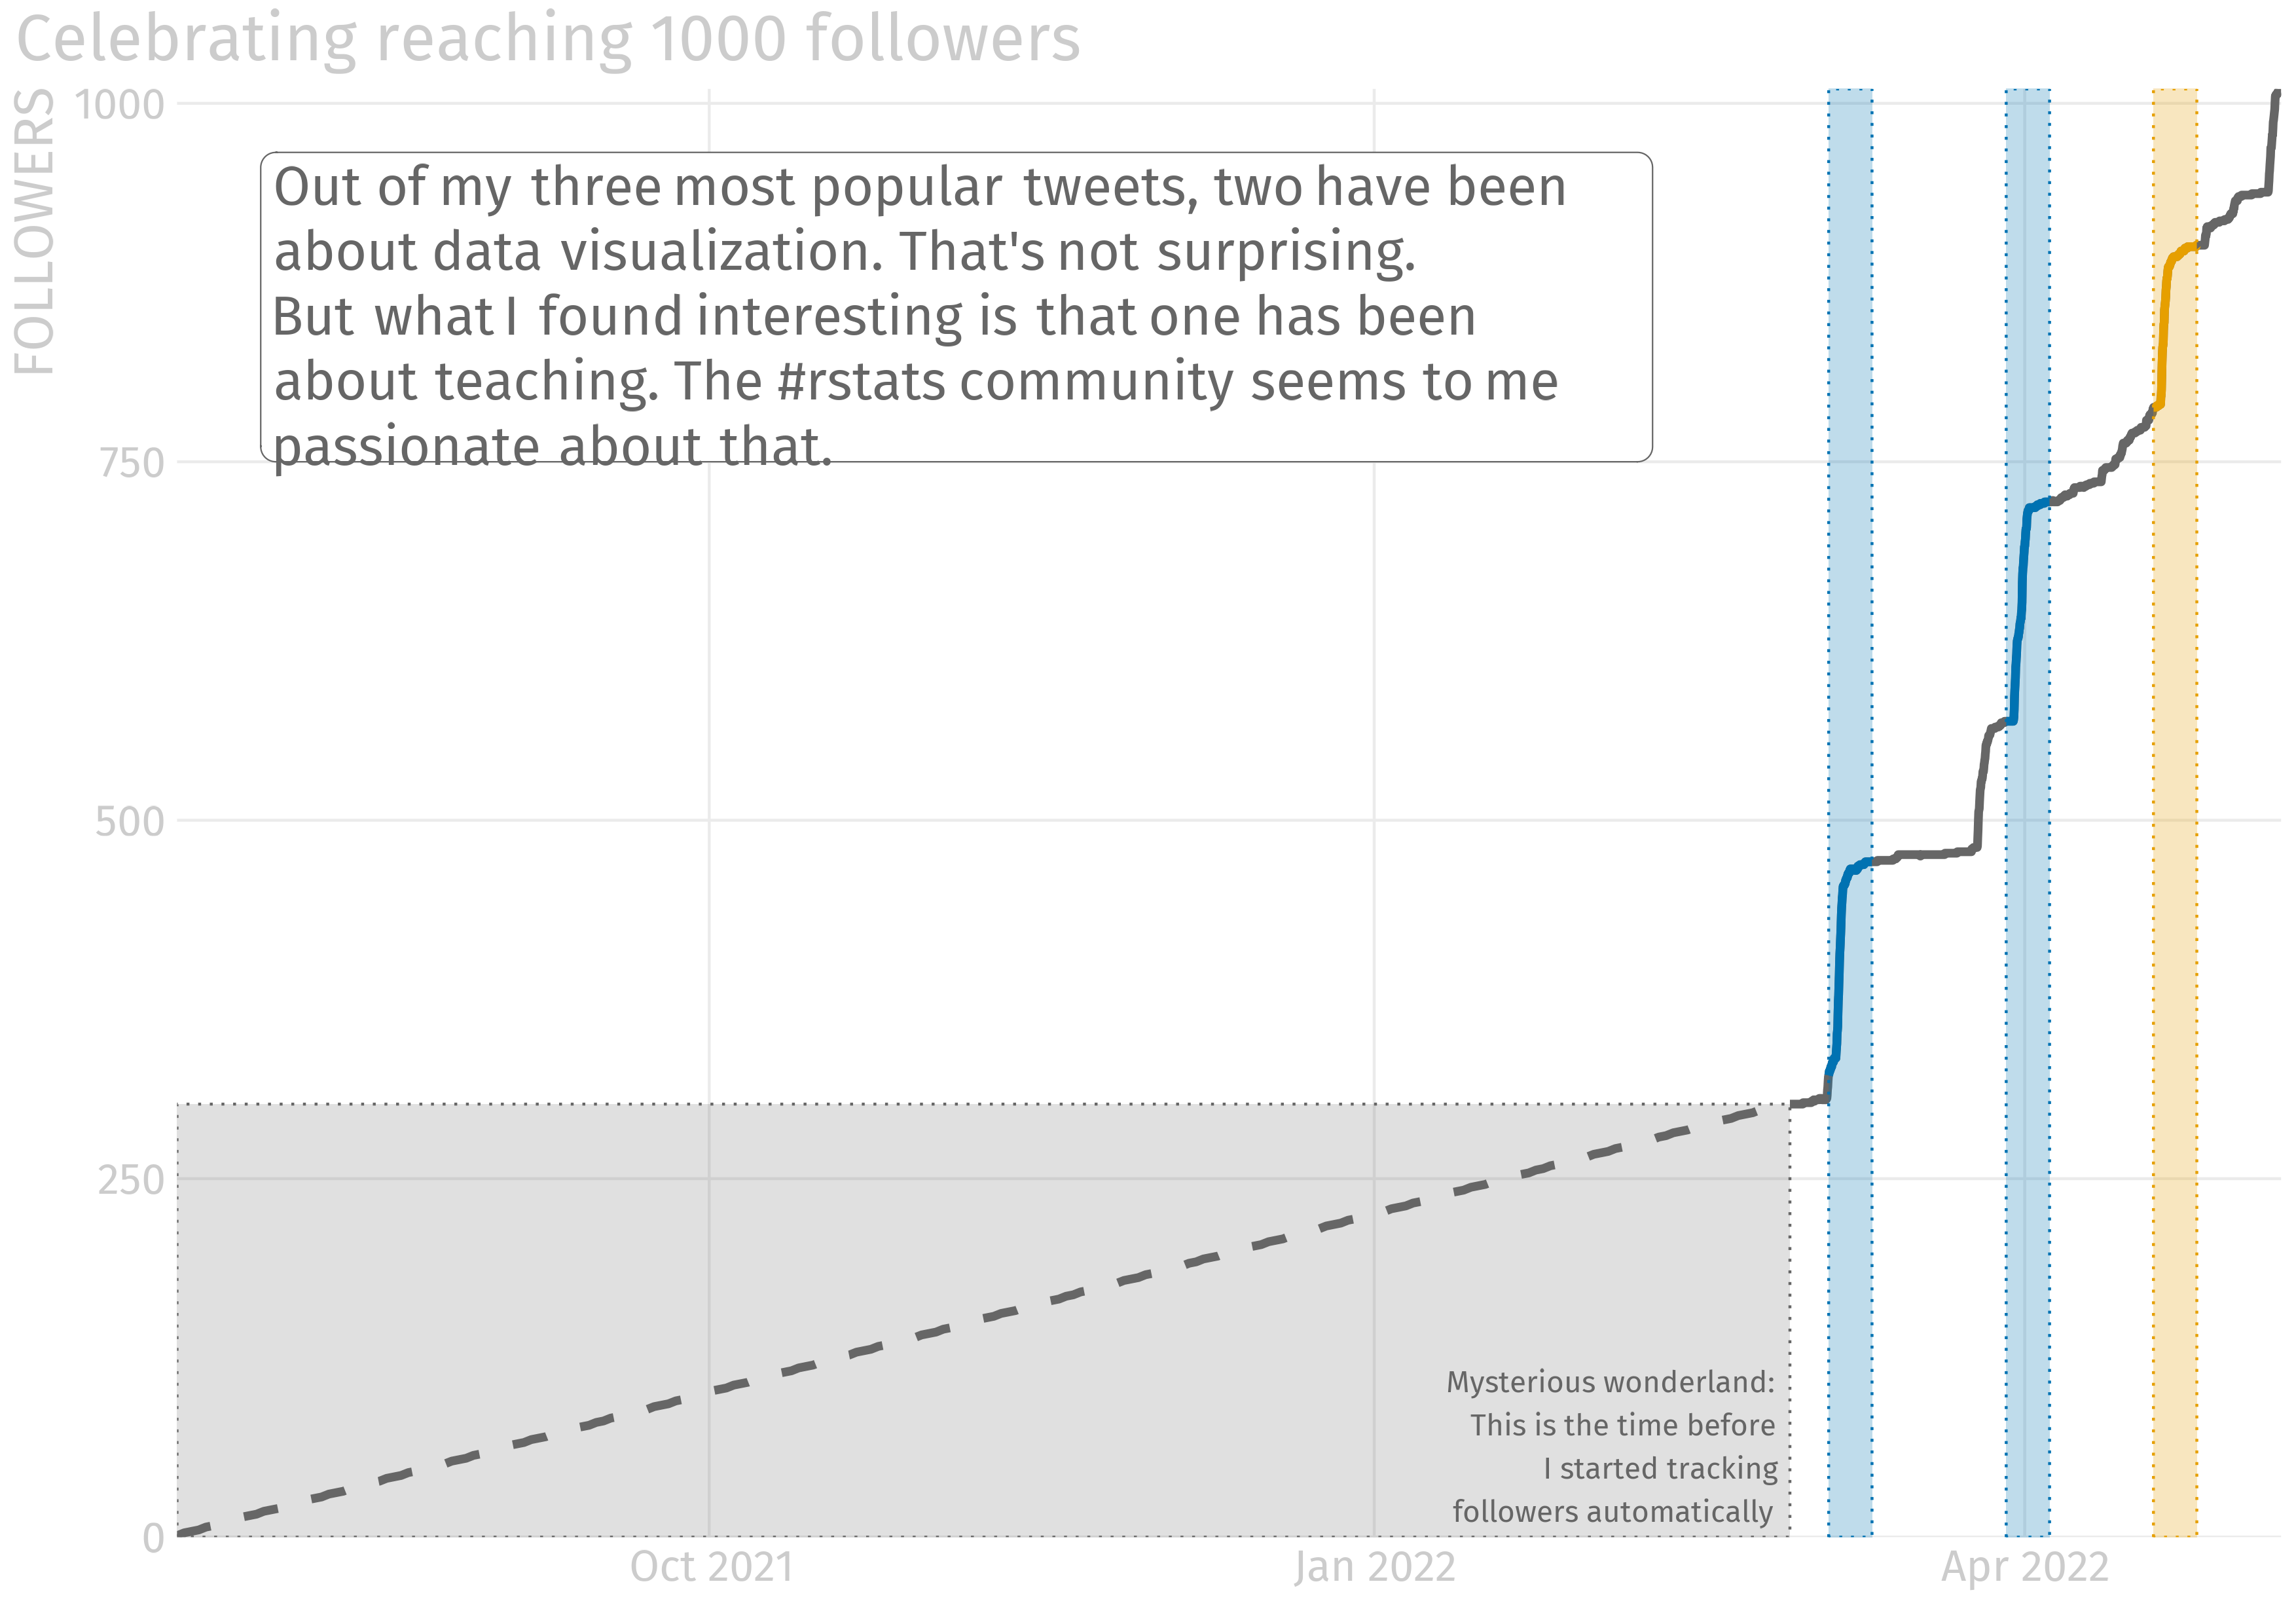 Celebrating reaching 1000 followers
FOLLOWERS
1000
750
500
250
0
Out of my three most popular tweets, two have been
about data visualization. That's not surprising.
But what I found interesting is that one has been
about teaching. The #rstats community seems to me
passionate about that.
Mysterious wonderland:
This is the time before
I started tracking
followers automatically
Oct 2021
Jan 2022
Apr 2022